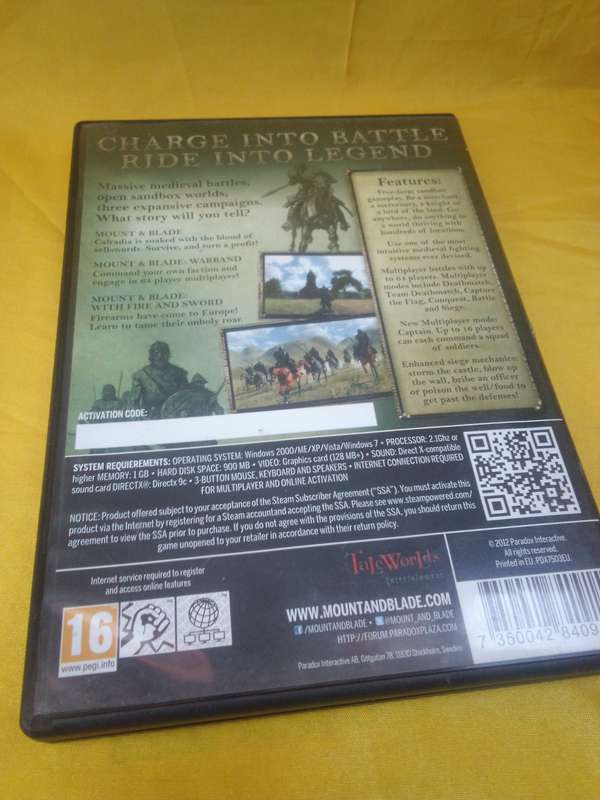 CHARGE INTO BATTLE
RIDE INTO LEGEND
Massive medieval battles,
open sandbox worlds,
three expansive campaigns.
What story will you tell?
MOUNT & BLADE
Calradia is soaked with the blood of
sellswords. Survive, and turn a profit!
MOUNT & BLADE: WARBAND
Command your own faction and
engage in 64 player multiplayer!
MOUNT & BLADE:
WITH FIRE AND SWORD
Firearms have come to Europe!
Learn to tame their unholy roar.
Features:
Free-form sandbox
gameplay. Be a merchant,
a mercenary, a knight or
a lord of the land. Go
anywhere, do anything in
a world thriving with
hundreds of locations.
Use one of the most
intuitive medieval fighting
systems ever devised.
Multiplayer battles with up
to 64 players. Multiplayer
modes include Deathmatch,
Team Deathmatch, Capture
the Flag, Conquest, Battle
and Siege.
New Multiplayer mode:
Captain. Up to 16 players
can each command a squad
of soldiers.
Enhanced siege mechanic:
storm the castle, blow up
the wall, bribe an officer
or poison the well/food to
get past the defenses!
ACTIVATION CODE:
SYSTEM REQUIEREMENTS: OPERATING SYSTEM: Windows 2000/ME/XP/Vista/Windows 7 • PROCESSOR: 2.1Ghz or
higher MEMORY: 1 GB • HARD DISK SPACE: 900 MB • VIDEO: Graphics card (128 MB+) • SOUND: Direct X-compatible
sound card DIRECTX®: Directx 9c • 3-BUTTON MOUSE, KEYBOARD AND SPEAKERS • INTERNET CONNECTION REQUIRED
FOR MULTIPLAYER AND ONLINE ACTIVATION
NOTICE: Product offered subject to your acceptance of the Steam Subscriber Agreement ("SSA"). You must activate this
product via the Internet by registering for a Steam accountand accepting the SSA. Please see www.steampowered.com/
agreement to view the SSA prior to purchase. If you do not agree with the provisions of the SSA, you should return this
game unopened to your retailer in accordance with their return policy.
Internet service required to register
and access online features
16
www.pegi.info
TaleWorlds
Entertainment
WWW.MOUNTANDBLADE.COM
/MOUNTANDBLADE • @MOUNT_AND_BLADE
HTTP://FORUM.PARADOXPLAZA.COM
Paradox Interactive AB, Götgatan 78, 11830 Stockholm, Sweden
© 2012 Paradox Interactive.
All rights reserved.
Printed in EU. PDX7503EU.
7 350042 8409